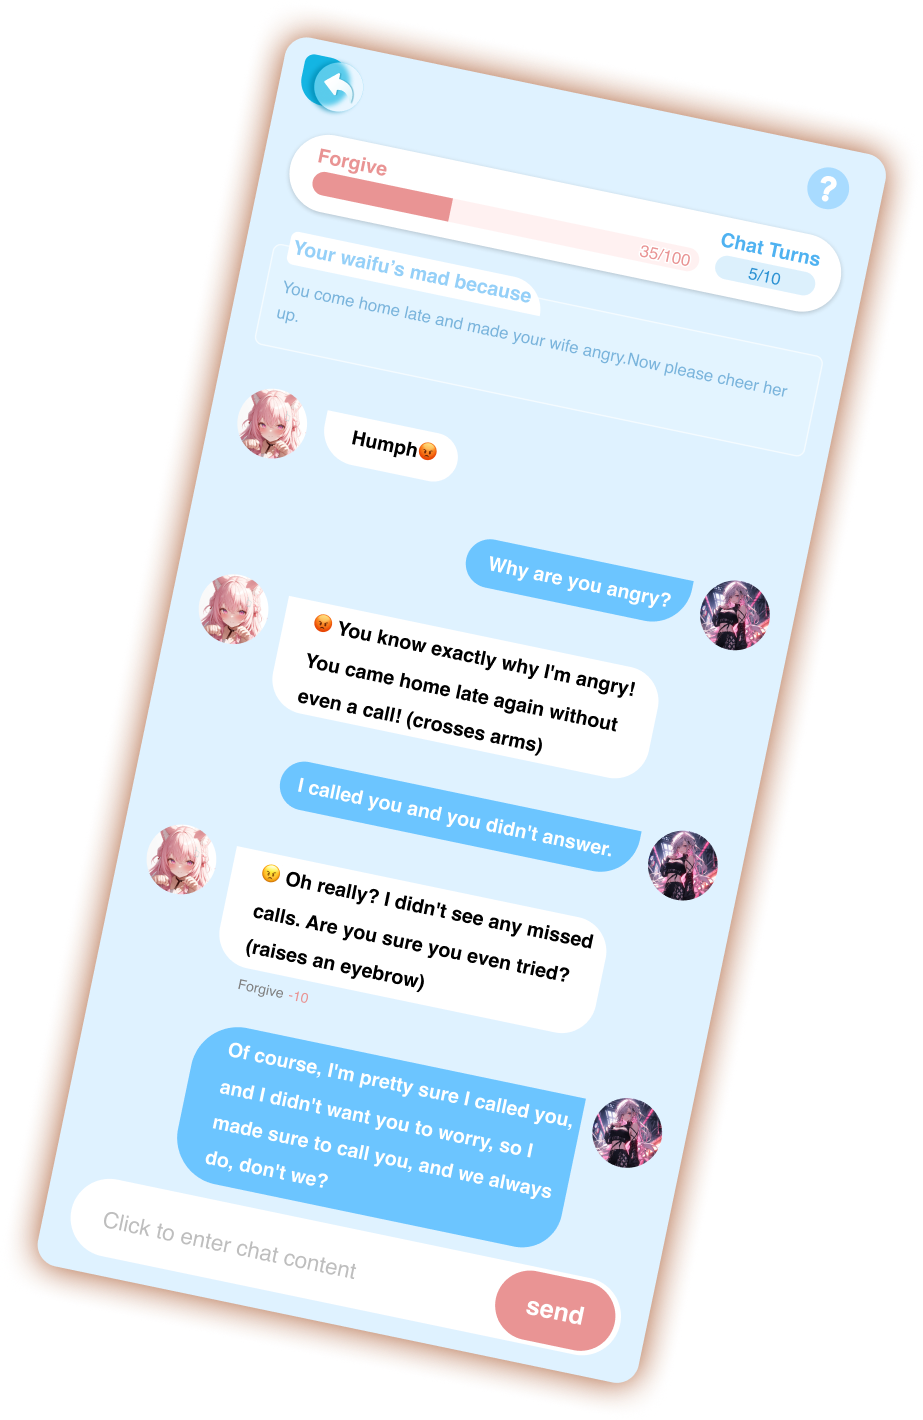 ?
Forgive
35/100
Chat Turns
5/10
Your waifu’s mad because
You come home late and made your wife angry.Now please cheer her
up.
Humph😡
Why are you angry?
😡 You know exactly why I'm angry!
You came home late again without
even a call! (crosses arms)
I called you and you didn't answer.
😠 Oh really? I didn't see any missed
calls. Are you sure you even tried?
(raises an eyebrow)
Forgive -10
Of course, I'm pretty sure I called you,
and I didn't want you to worry, so I
made sure to call you, and we always
do, don't we?
Click to enter chat content
send